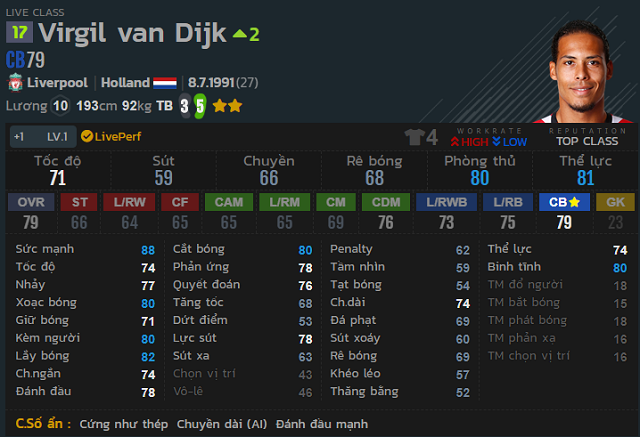 LIVE CLASS
17 Virgil van Dijk 2
CB79
Liverpool Holland 8.7.1991(27)
Lương 10 193cm 92kg TB 3 5
+1 LV.1 LivePerf 4 WORKRATE HIGH LOW REPUTATION TOP CLASS
Tốc độ Sút Chuyền Rê bóng Phòng thủ Thể lực
71 59 66 68 80 81
OVR ST L/RW CF CAM L/RM CM CDM L/RWB L/RB CB GK
79 66 64 65 65 65 69 76 73 75 79 23
Sức mạnh 88 Cắt bóng 80 Penalty 62 Thể lực 74
Tốc độ 74 Phản ứng 78 Tầm nhìn 59 Bình tĩnh 80
Nhảy 77 Quyết đoán 76 Tạt bóng 54 TM đổ người 18
Xoạc bóng 80 Tăng tốc 68 Ch.dài 74 TM bắt bóng 15
Giữ bóng 71 Dứt điểm 53 Đá phạt 69 TM phát bóng 18
Kèm người 80 Lực sút 78 Sút xoáy 60 TM phản xạ 16
Lấy bóng 82 Sút xa 63 Rê bóng 69 TM chọn vị trí 16
Ch.ngắn 74 Chọn vị trí 43 Khéo léo 57
Đánh đầu 78 Vô-lê 46 Thăng bằng 52
C.Số ẩn : Cứng như thép Chuyền dài (AI) Đánh đầu mạnh